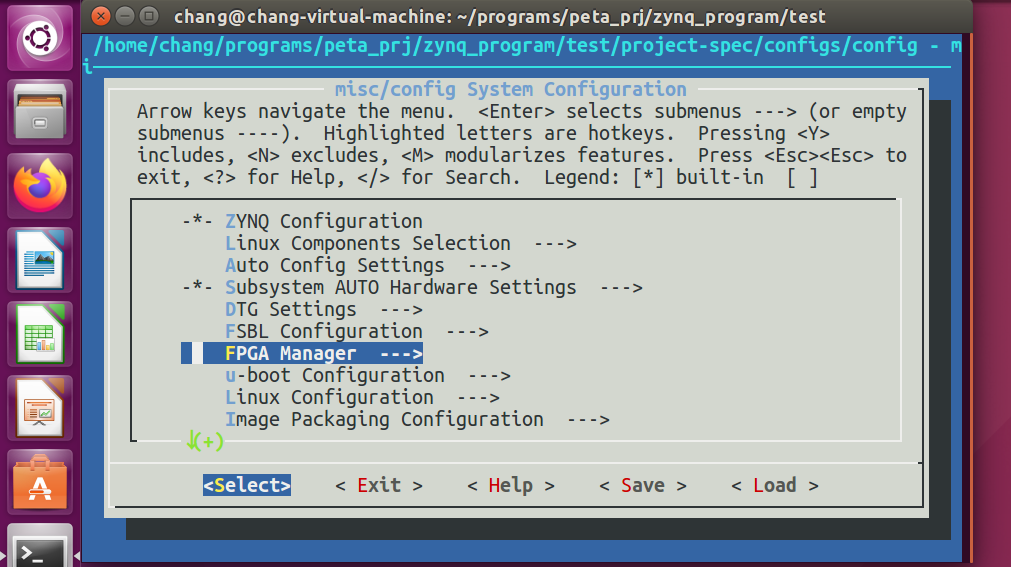 chang@chang-virtual-machine: ~/programs/peta_prj/zynq_program/test
/home/chang/programs/peta_prj/zynq_program/test/project-spec/configs/config - m
i
misc/config System Configuration
Arrow keys navigate the menu.  <Enter> selects submenus ---> (or empty
submenus ----).  Highlighted letters are hotkeys.  Pressing <Y>
includes, <N> excludes, <M> modularizes features.  Press <Esc><Esc> to
exit, <?> for Help, </> for Search.  Legend: [*] built-in  [ ]
-*- ZYNQ Configuration
Linux Components Selection  --->
Auto Config Settings  --->
-*- Subsystem AUTO Hardware Settings  --->
DTG Settings  --->
FSBL Configuration  --->
FPGA Manager  --->
u-boot Configuration  --->
Linux Configuration  --->
Image Packaging Configuration  --->
↓(+)
<Select>    < Exit >    < Help >    < Save >    < Load >